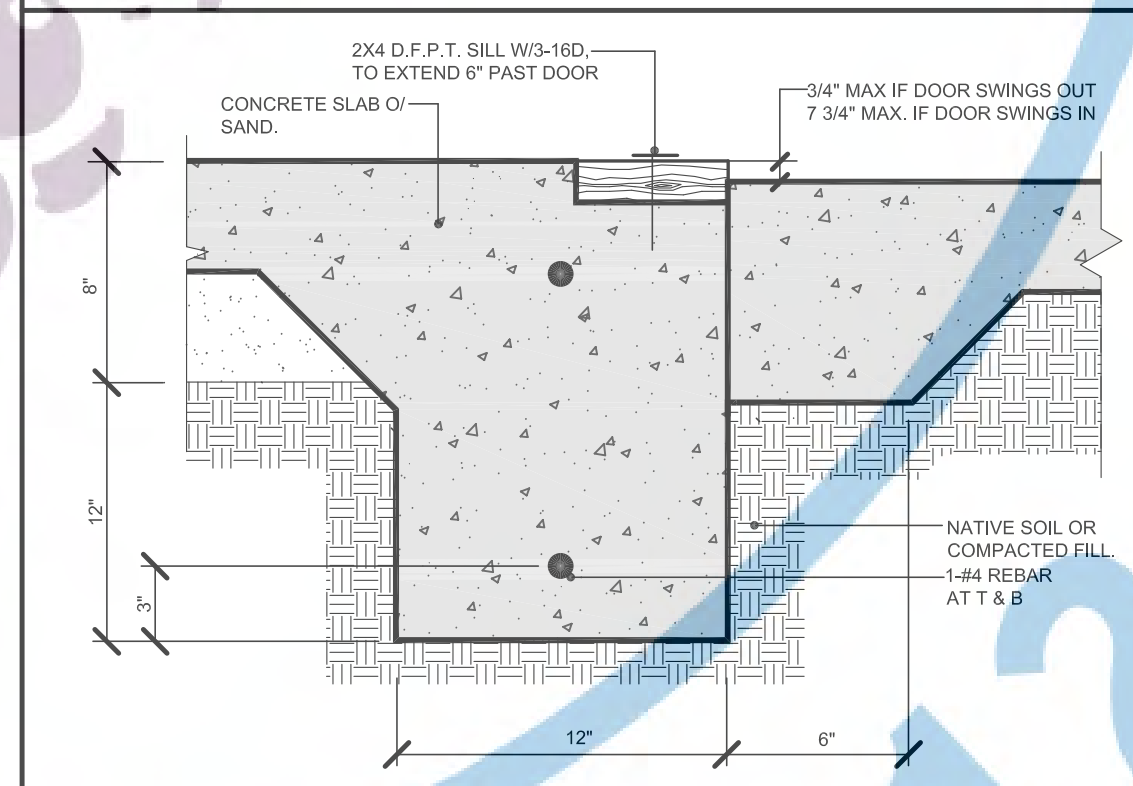 2X4 D.F.P.T. SILL W/3-16D,
TO EXTEND 6" PAST DOOR
3/4" MAX IF DOOR SWINGS OUT
7 3/4" MAX. IF DOOR SWINGS IN
CONCRETE SLAB O/
SAND.
8"
12"
3"
NATIVE SOIL OR
COMPACTED FILL.
1-#4 REBAR
AT T & B
12"
6"